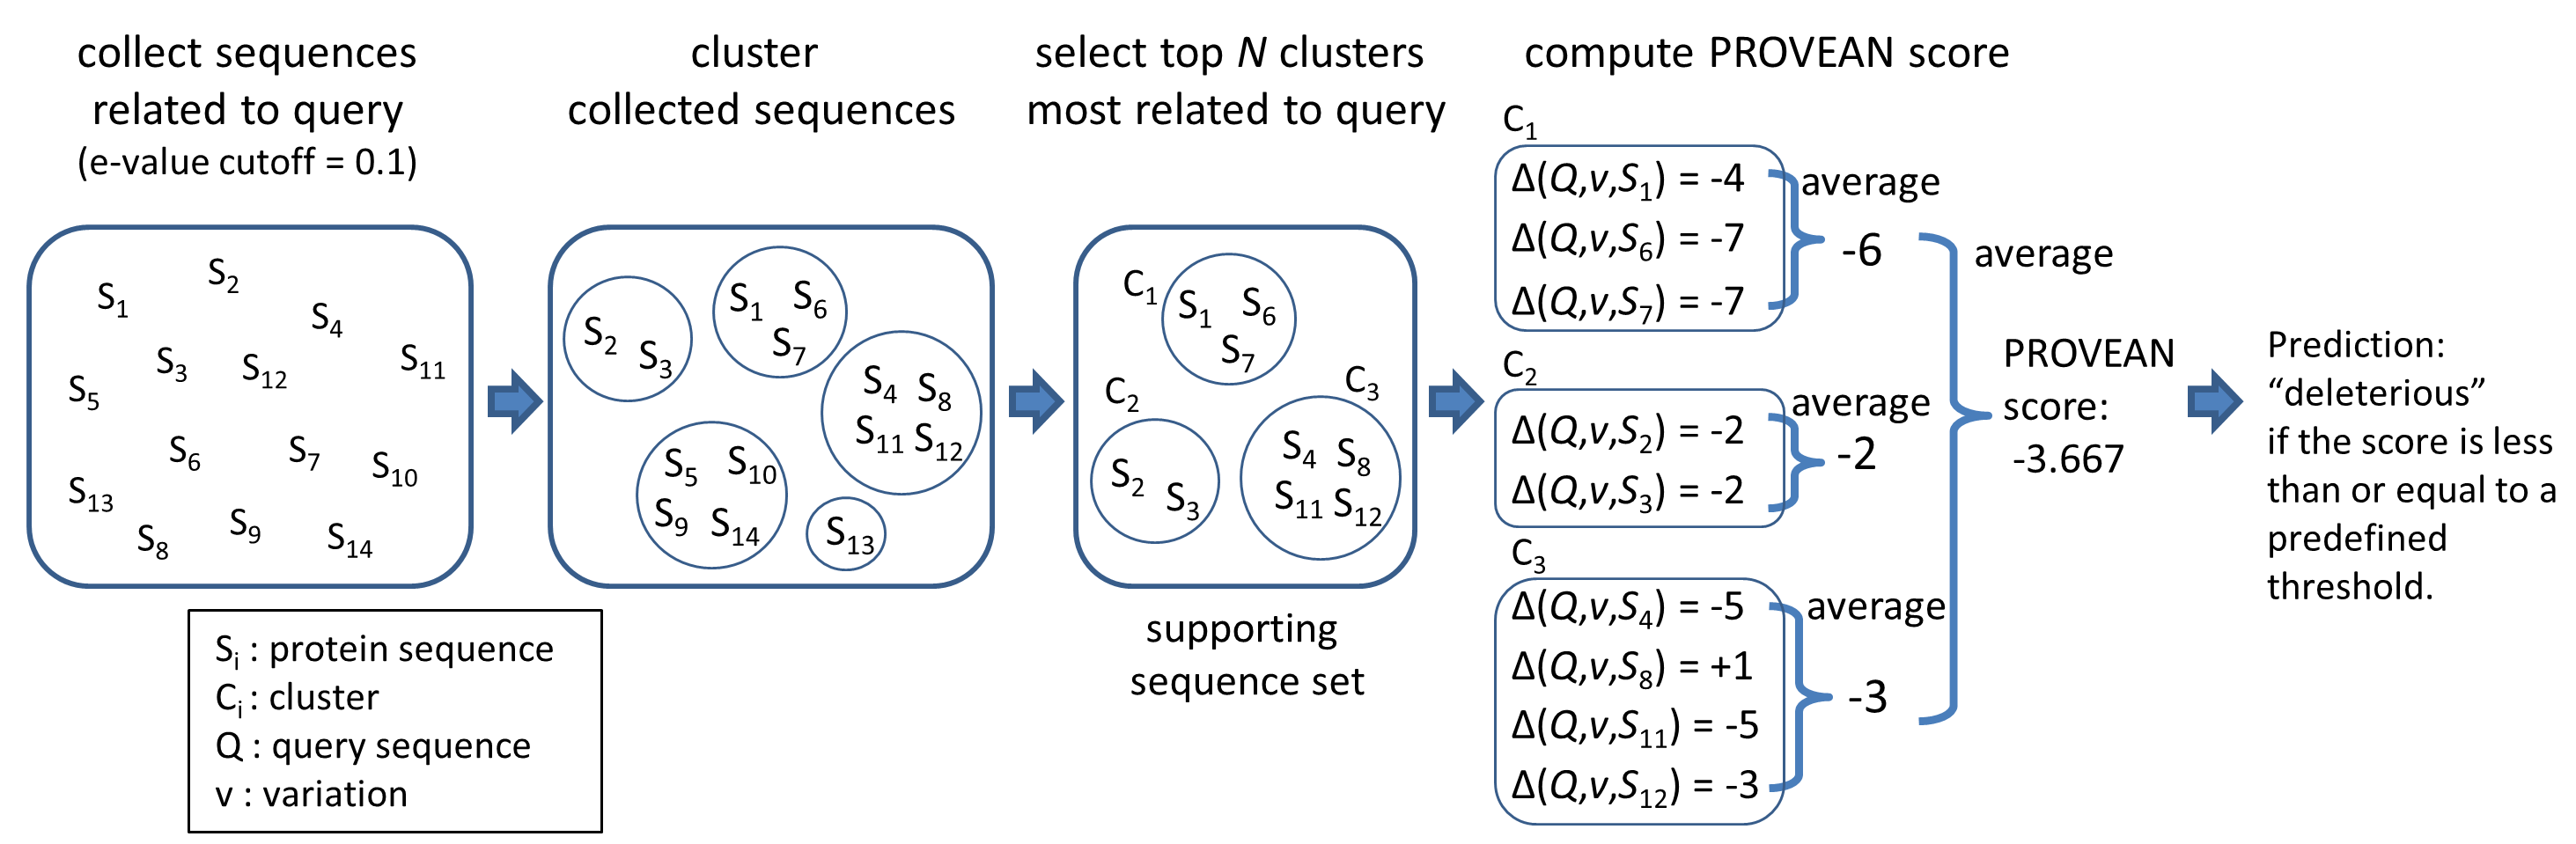 collect sequences
related to query
(e-value cutoff = 0.1)
S1
S2
S4
S3
S12
S11
S5
S6
S7
S10
S13
S8
S9
S14
Si : protein sequence
Ci : cluster
Q : query sequence
v : variation
cluster
collected sequences
S2
S3
S1 S6
S7
S4 S8
S11 S12
S5 S10
S9 S14
S13
select top N clusters
most related to query
C1
S1 S6
S7
C2
S2
S3
C3
S4 S8
S11 S12
supporting
sequence set
compute PROVEAN score
C1
Δ(Q,v,S1) = -4
Δ(Q,v,S6) = -7
Δ(Q,v,S7) = -7
average
-6
C2
Δ(Q,v,S2) = -2
Δ(Q,v,S3) = -2
average
-2
C3
Δ(Q,v,S4) = -5
Δ(Q,v,S8) = +1
Δ(Q,v,S11) = -5
Δ(Q,v,S12) = -3
average
-3
average
PROVEAN
score:
-3.667
Prediction:
“deleterious”
if the score is less
than or equal to a
predefined
threshold.